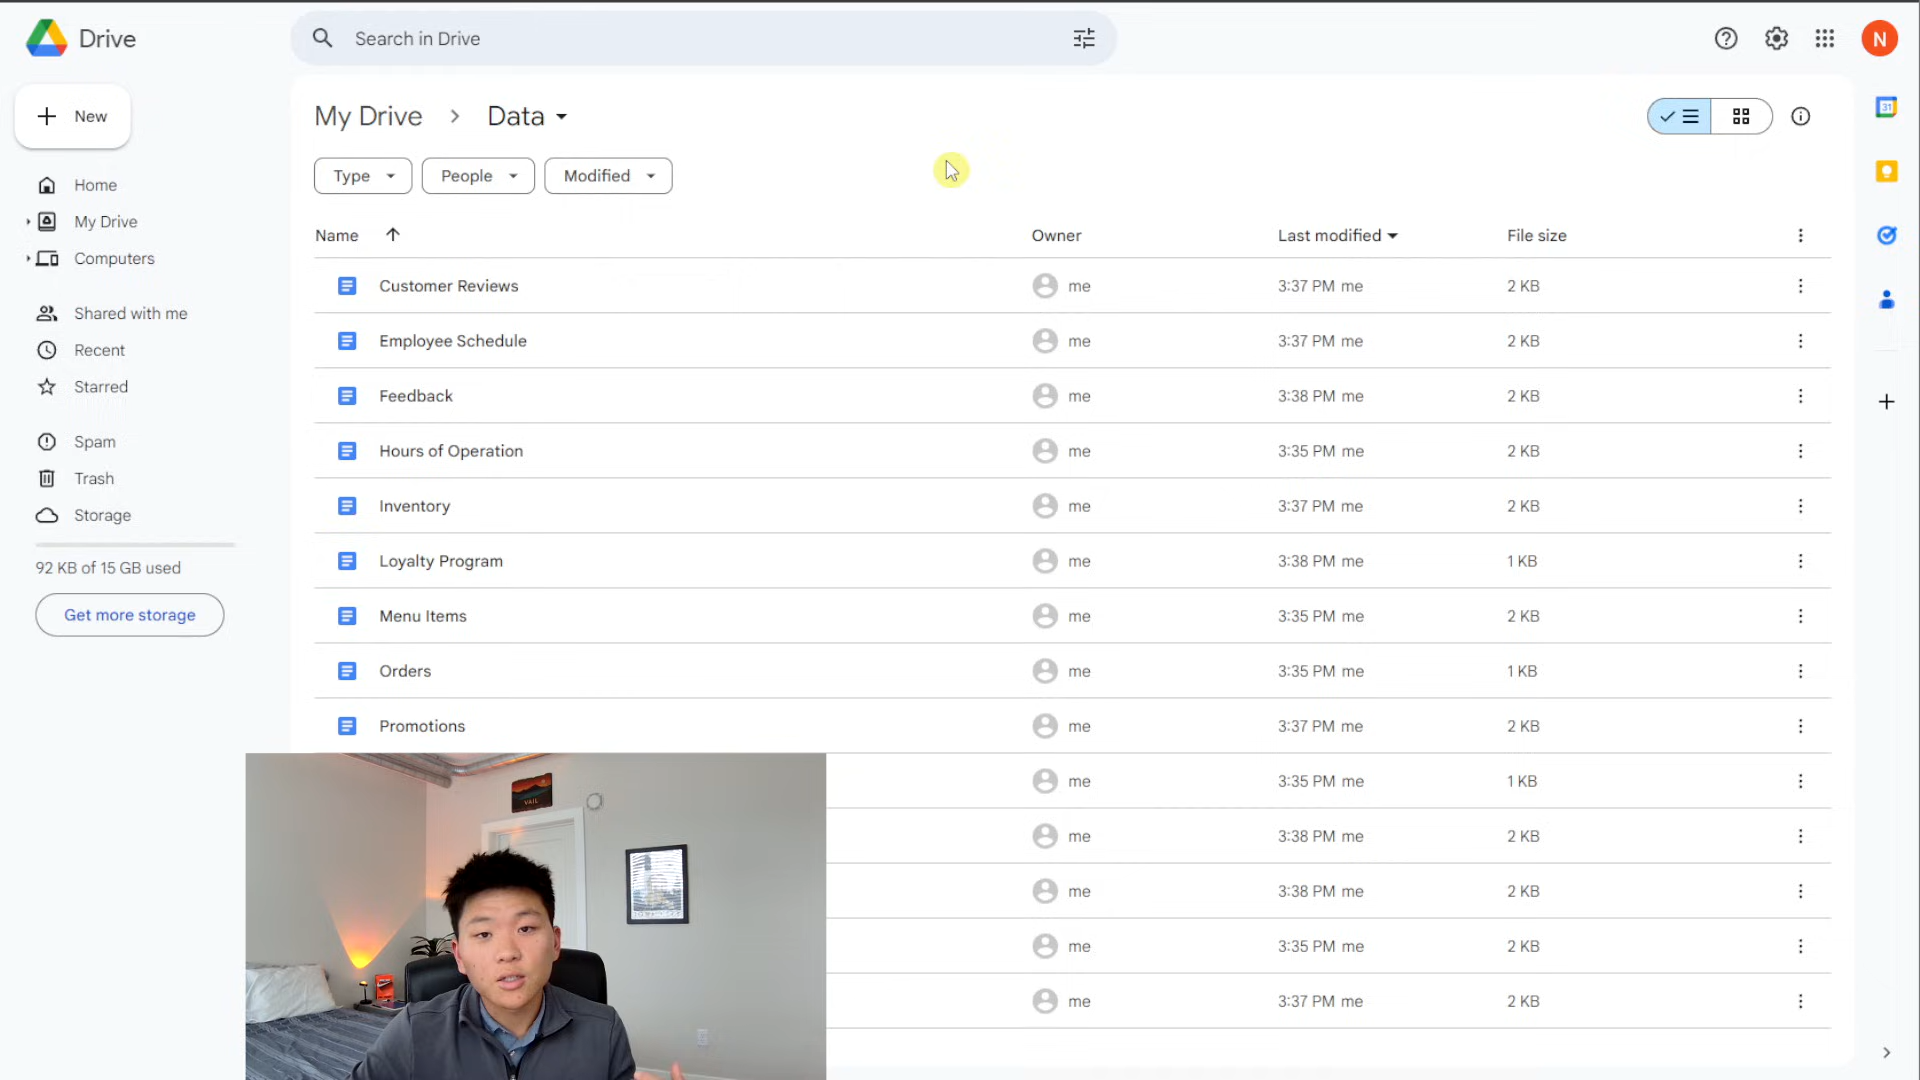 Drive
Search in Drive
N
New
My Drive
Data
31
Type
People
Modified
Home
My Drive
Computers
Shared with me
Recent
Starred
Spam
Trash
Storage
92 KB of 15 GB used
Get more storage
Name Owner Last modified File size
Customer Reviews me 3:37 PM me 2 KB
Employee Schedule me 3:37 PM me 2 KB
Feedback me 3:38 PM me 2 KB
Hours of Operation me 3:35 PM me 2 KB
Inventory me 3:37 PM me 2 KB
Loyalty Program me 3:38 PM me 1 KB
Menu Items me 3:35 PM me 2 KB
Orders me 3:35 PM me 1 KB
Promotions me 3:37 PM me 2 KB
me 3:35 PM me 1 KB
me 3:38 PM me 2 KB
me 3:38 PM me 2 KB
me 3:35 PM me 2 KB
me 3:37 PM me 2 KB
VAIL